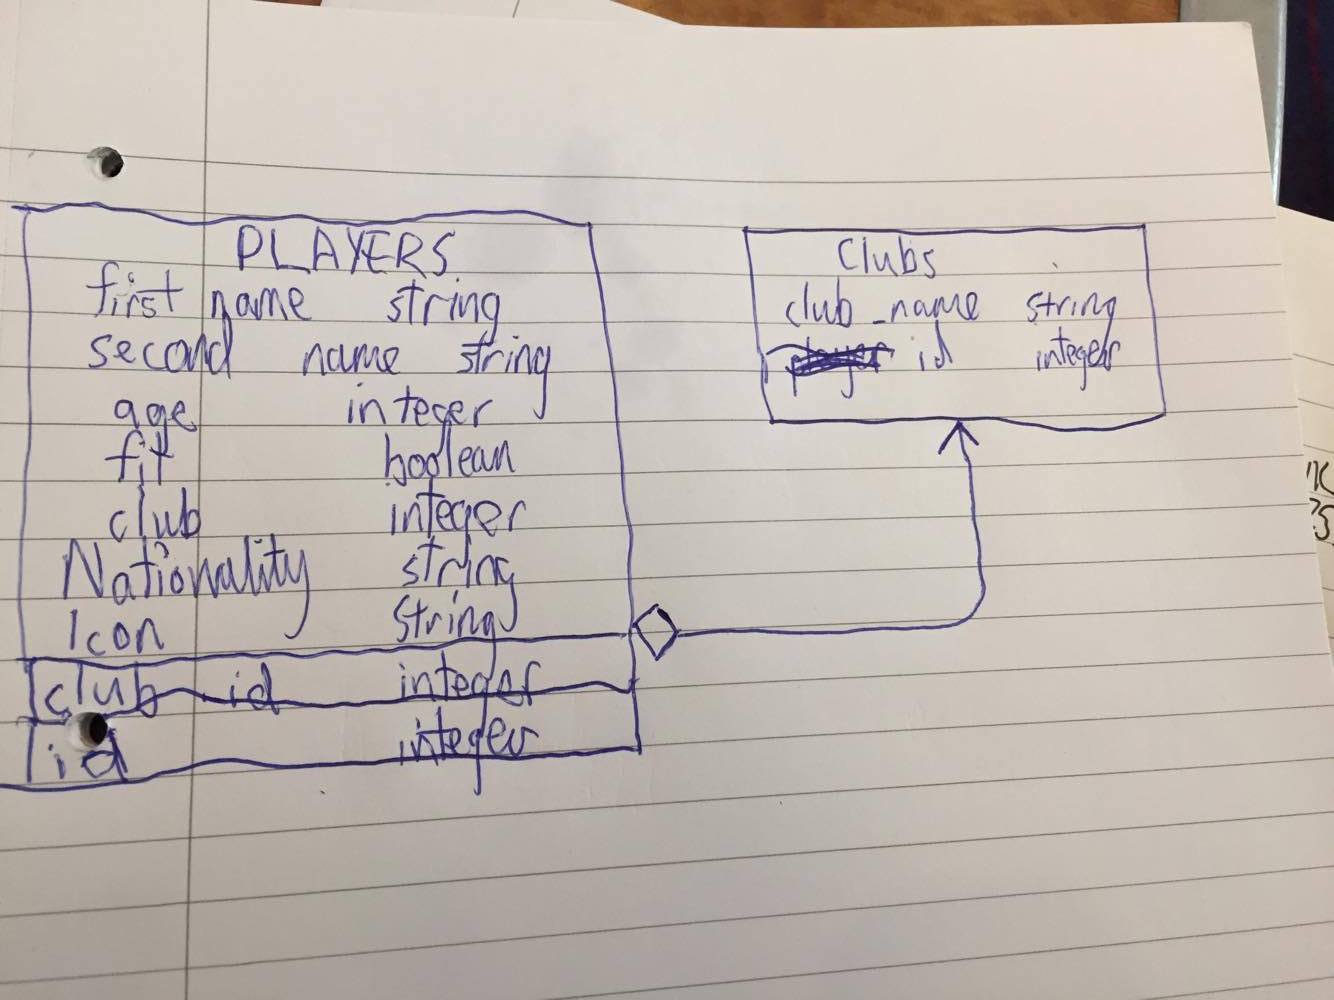 PLAYERS
first name string
second name string
age integer
fit boolean
club integer
Nationality string
Icon string
club id integer
id integer
Clubs
club_name string
id integer